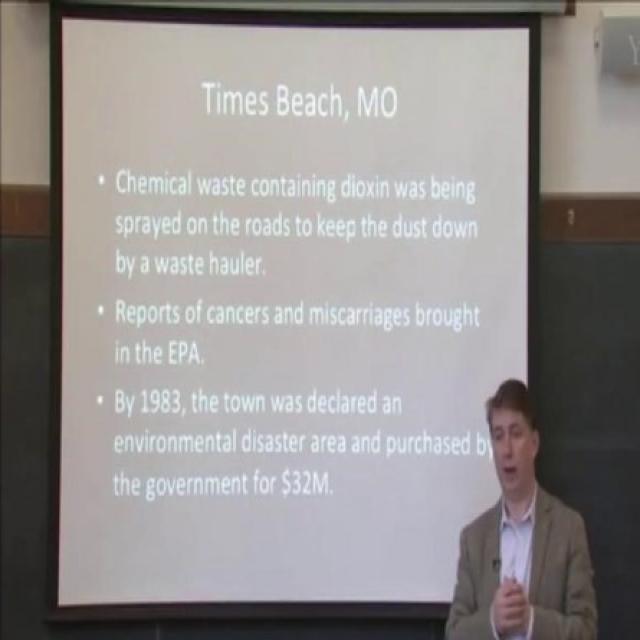 Times Beach, MO
• Chemical waste containing dioxin was being
sprayed on the roads to keep the dust down
by a waste hauler.
• Reports of cancers and miscarriages brought
in the EPA.
• By 1983, the town was declared an
environmental disaster area and purchased by
the government for $32M.
Y